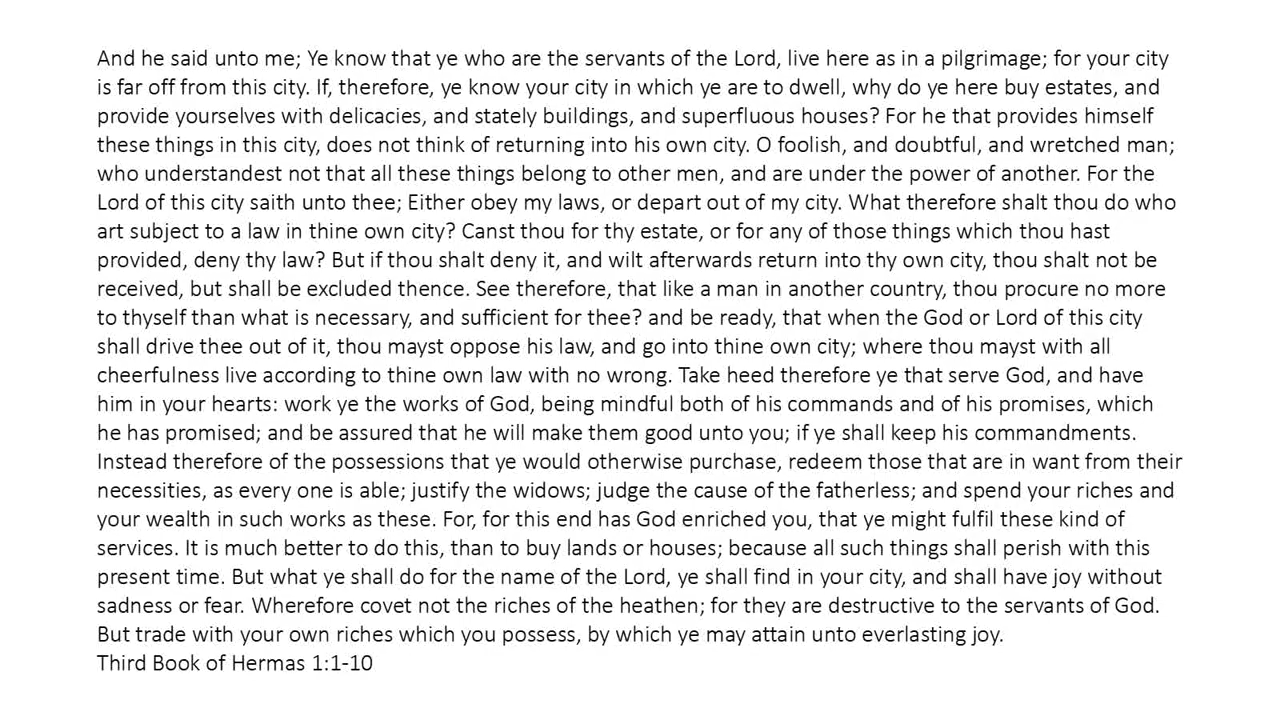 And he said unto me; Ye know that ye who are the servants of the Lord, live here as in a pilgrimage; for your city
is far off from this city. If, therefore, ye know your city in which ye are to dwell, why do ye here buy estates, and
provide yourselves with delicacies, and stately buildings, and superfluous houses? For he that provides himself
these things in this city, does not think of returning into his own city. O foolish, and doubtful, and wretched man;
who understandest not that all these things belong to other men, and are under the power of another. For the
Lord of this city saith unto thee; Either obey my laws, or depart out of my city. What therefore shalt thou do who
art subject to a law in thine own city? Canst thou for thy estate, or for any of those things which thou hast
provided, deny thy law? But if thou shalt deny it, and wilt afterwards return into thy own city, thou shalt not be
received, but shall be excluded thence. See therefore, that like a man in another country, thou procure no more
to thyself than what is necessary, and sufficient for thee? and be ready, that when the God or Lord of this city
shall drive thee out of it, thou mayst oppose his law, and go into thine own city; where thou mayst with all
cheerfulness live according to thine own law with no wrong. Take heed therefore ye that serve God, and have
him in your hearts: work ye the works of God, being mindful both of his commands and of his promises, which
he has promised; and be assured that he will make them good unto you; if ye shall keep his commandments.
Instead therefore of the possessions that ye would otherwise purchase, redeem those that are in want from their
necessities, as every one is able; justify the widows; judge the cause of the fatherless; and spend your riches and
your wealth in such works as these. For, for this end has God enriched you, that ye might fulfil these kind of
services. It is much better to do this, than to buy lands or houses; because all such things shall perish with this
present time. But what ye shall do for the name of the Lord, ye shall find in your city, and shall have joy without
sadness or fear. Wherefore covet not the riches of the heathen; for they are destructive to the servants of God.
But trade with your own riches which you possess, by which ye may attain unto everlasting joy.
Third Book of Hermas 1:1-10